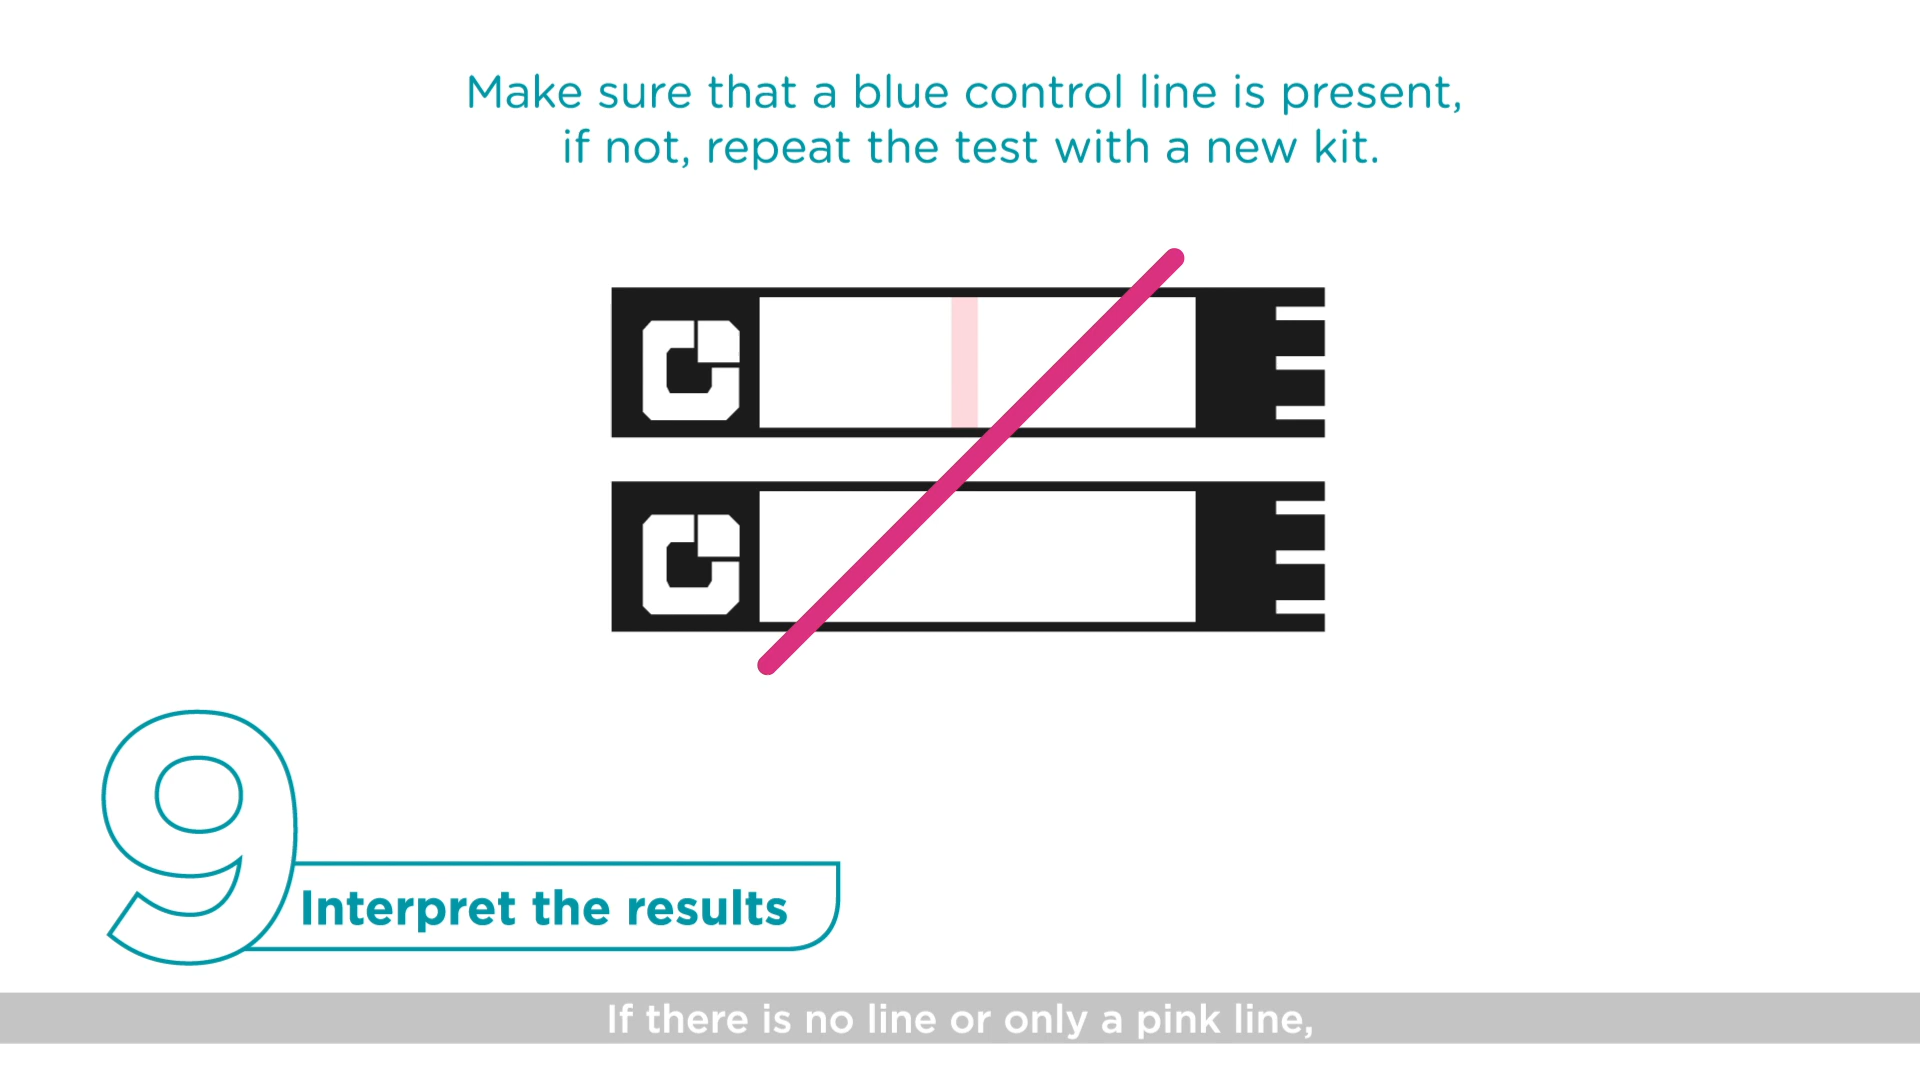 Make sure that a blue control line is present,
if not, repeat the test with a new kit.
C
C
9
Interpret the results
If there is no line or only a pink line,